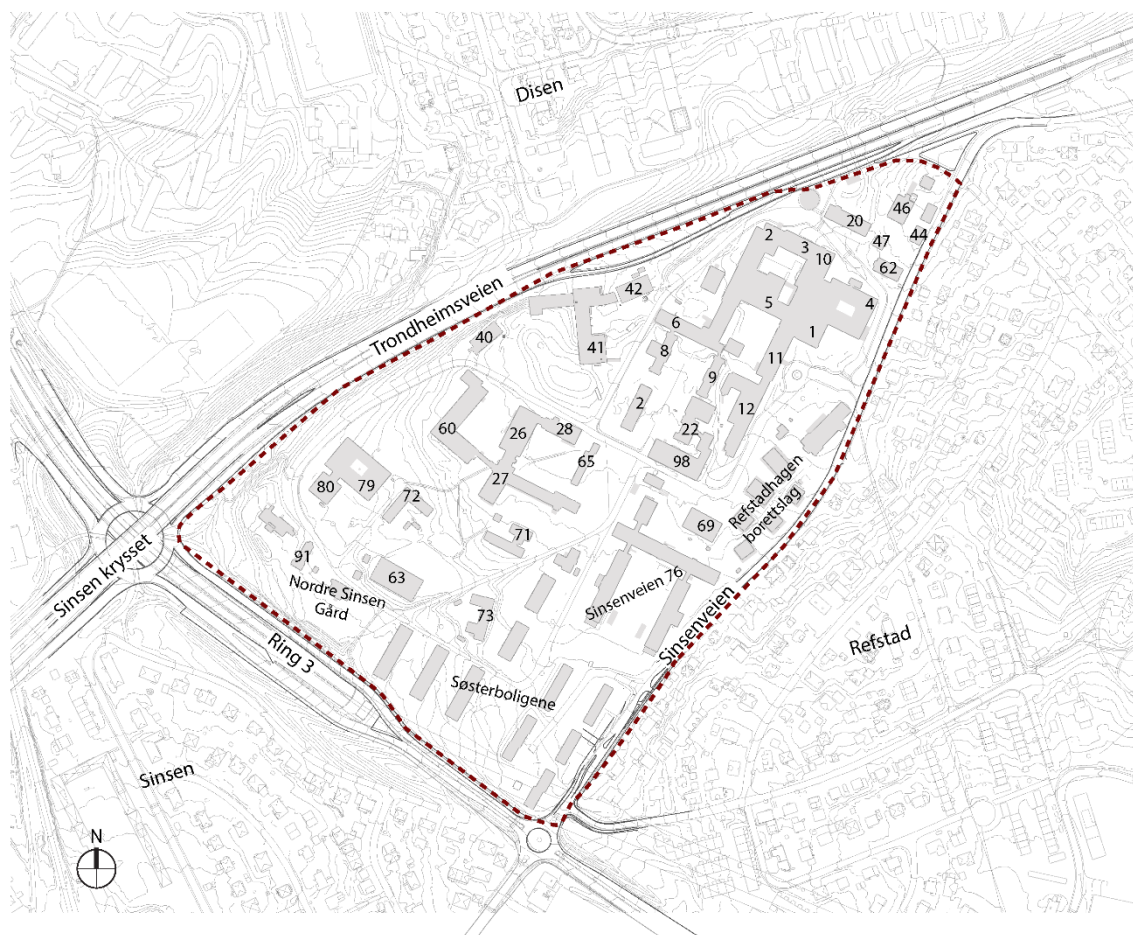 Disen
46
20
44
2
3
47
10
62
42
5
4
Trondheimsveien
6
40
1
41
8
11
9
2
12
60
26
28
22
65
98
80
79
27
72
Refstadhagen
borettslag
69
71
91
Sinsen krysset
63
Nordre Sinsen
Gård
Sinsenveien 76
73
Sinsenveien
Refstad
Ring 3
Søsterboligene
Sinsen
N